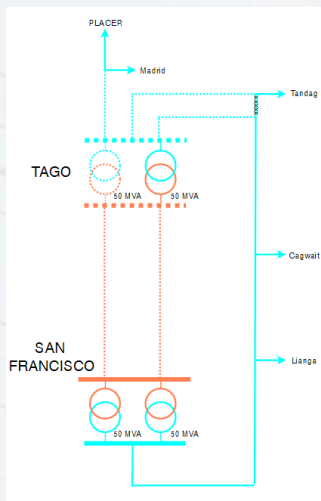 PLACER
Madrid
Tandag
TAGO
50 MVA
50 MVA
Cagwait
SAN
FRANCISCO
Lianga
50 MVA
50 MVA